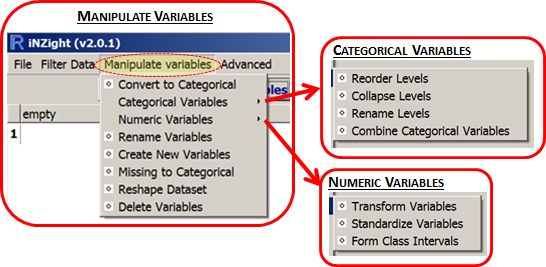 MANIPULATE VARIABLES
R iNZight (v2.0.1)
File Filter Data Manipulate variables Advanced
bles
empty
1
Convert to Categorical
Categorical Variables
Numeric Variables
Rename Variables
Create New Variables
Missing to Categorical
Reshape Dataset
Delete Variables
CATEGORICAL VARIABLES
Reorder Levels
Collapse Levels
Rename Levels
Combine Categorical Variables
NUMERIC VARIABLES
Transform Variables
Standardize Variables
Form Class Intervals